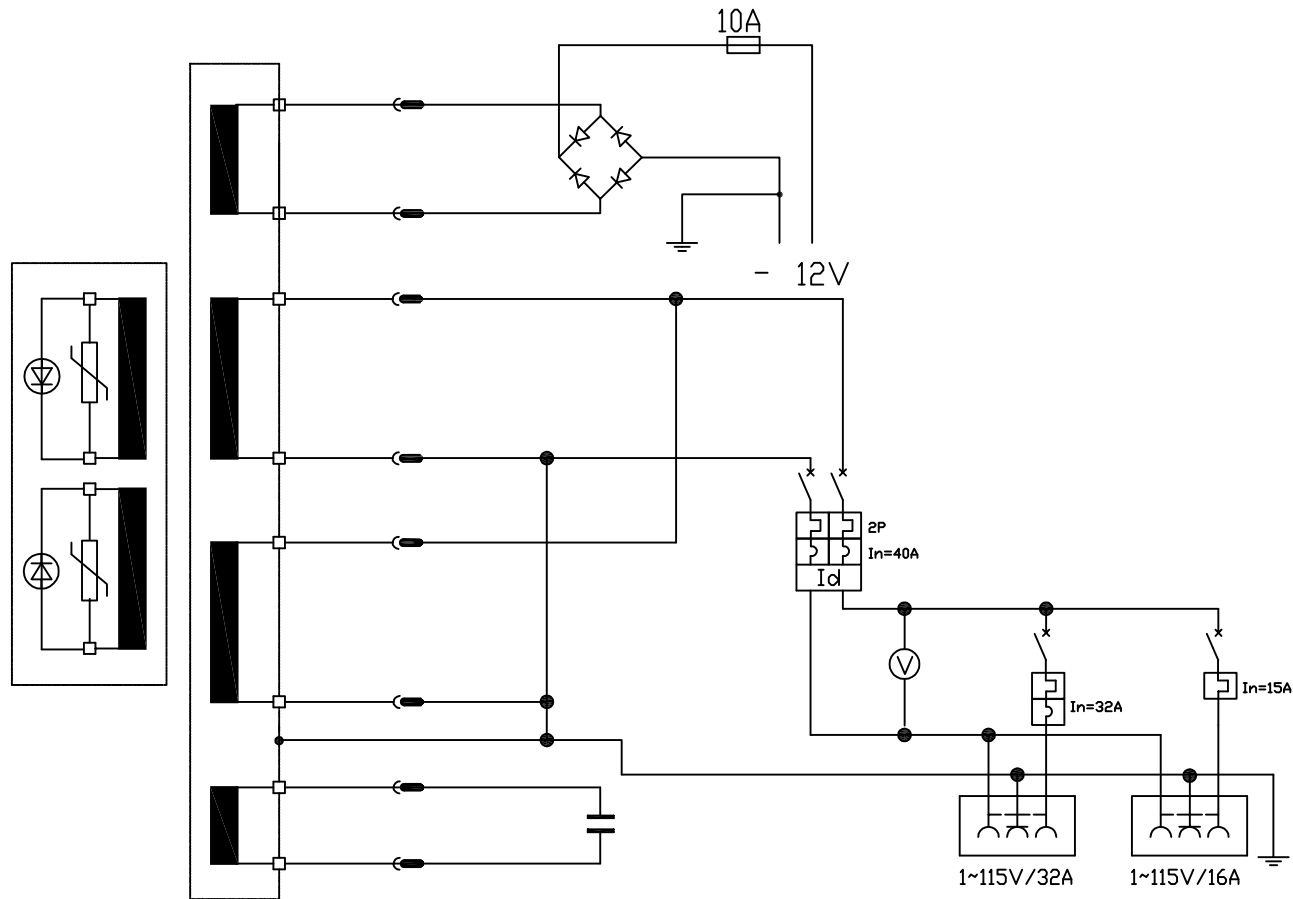 10A
- 12V
2P
In=40A
Id
V
In=15A
In=32A
1~115V/32A
1~115V/16A